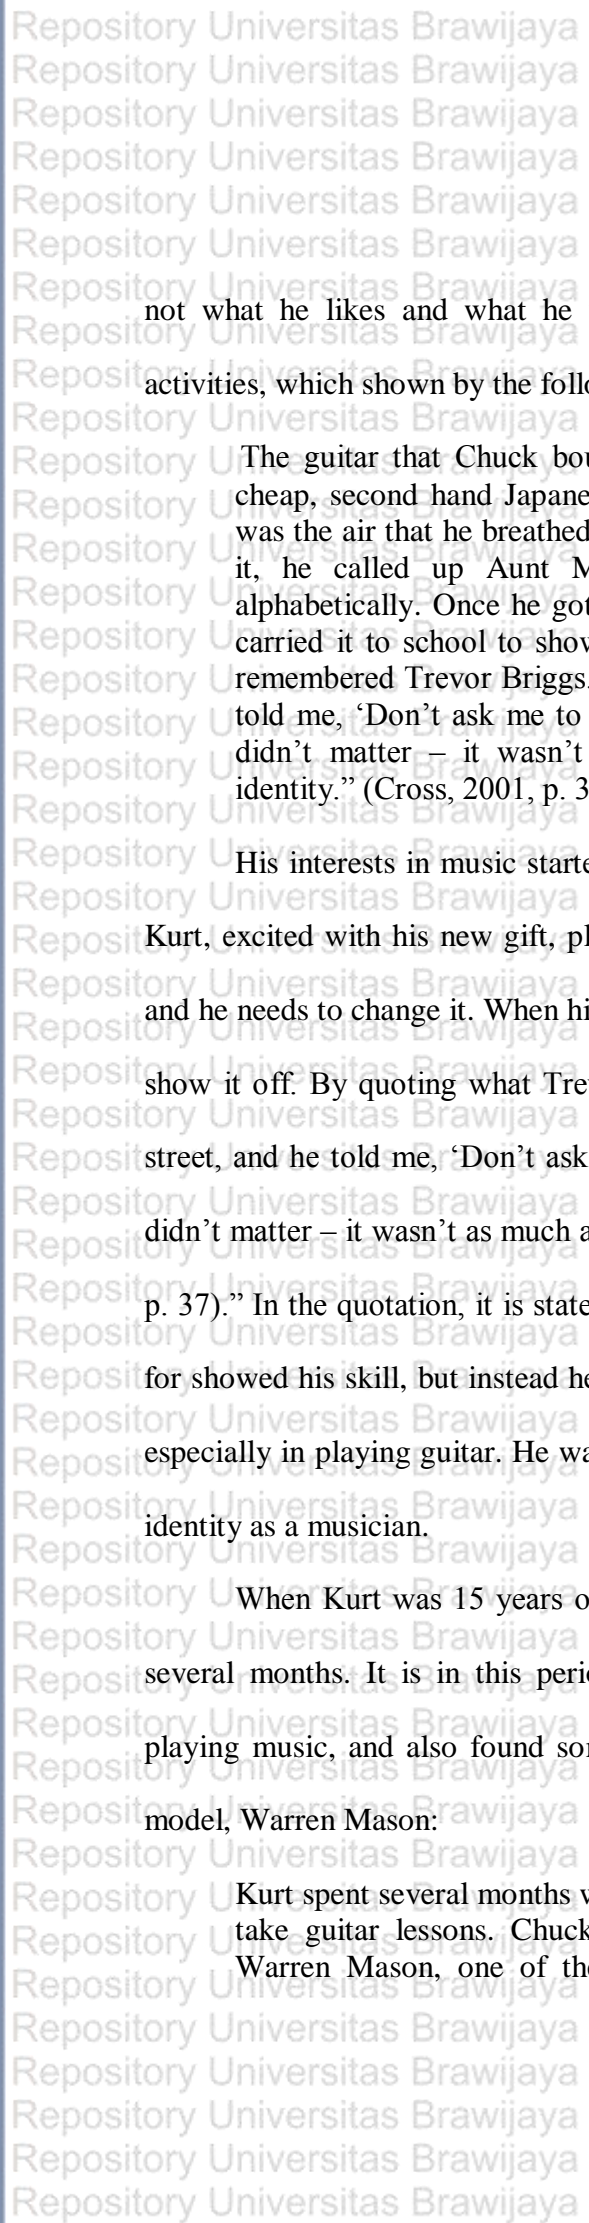 Repository Universitas Brawijaya
Repository Universitas Brawijaya
Repository Universitas Brawijaya
Repository Universitas Brawijaya
Repository Universitas Brawijaya
Repository Universitas Brawijaya
not what he likes and what he
activities, which shown by the follo
The guitar that Chuck bou
cheap, second hand Japane
was the air that he breathed
it, he called up Aunt M
alphabetically. Once he got
carried it to school to show
remembered Trevor Briggs.
told me, ‘Don’t ask me to
didn’t matter – it wasn’t
identity.” (Cross, 2001, p. 3
His interests in music starte
Kurt, excited with his new gift, pl
and he needs to change it. When hi
show it off. By quoting what Trev
street, and he told me, ‘Don’t ask
didn’t matter – it wasn’t as much a
p. 37).” In the quotation, it is state
for showed his skill, but instead he
especially in playing guitar. He wa
identity as a musician.
When Kurt was 15 years o
several months. It is in this perio
playing music, and also found son
model, Warren Mason:
Kurt spent several months w
take guitar lessons. Chuck
Warren Mason, one of the
Repository Universitas Brawijaya
Repository Universitas Brawijaya
Repository Universitas Brawijaya
Repository Universitas Brawijaya
Repository Universitas Brawijaya